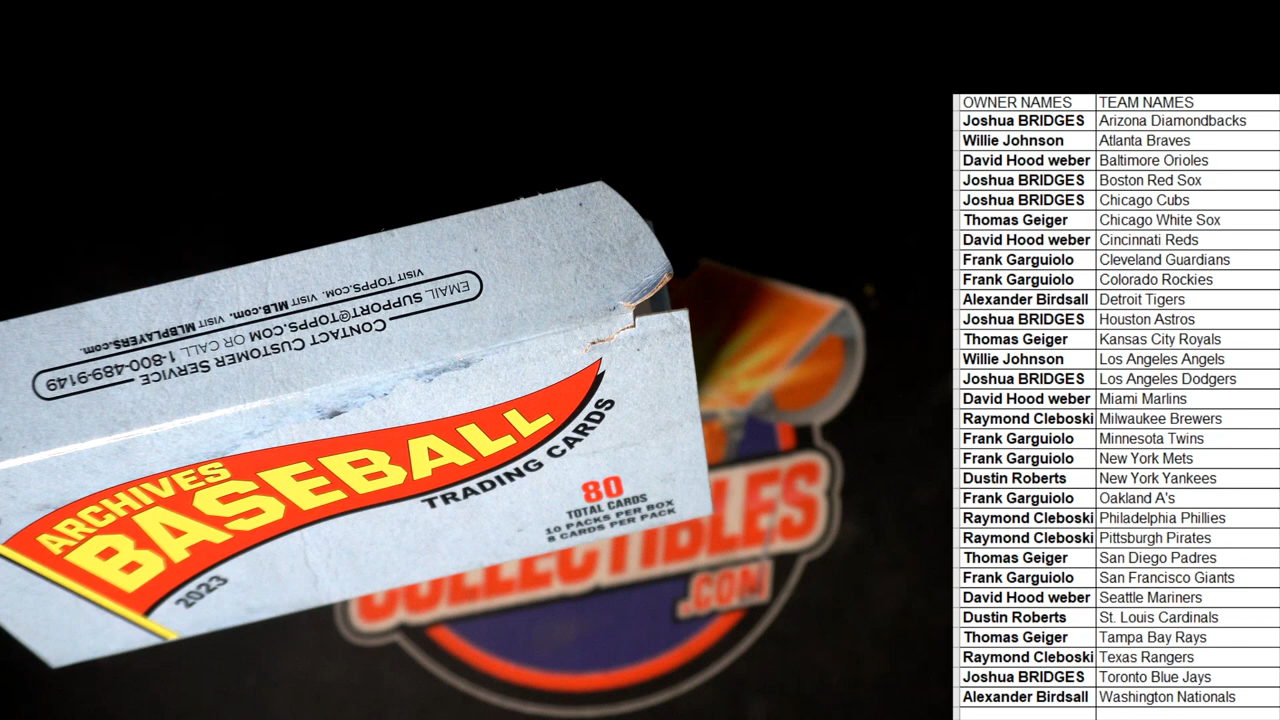 VISIT TOPPS.COM
. VISIT MLB.com. VISIT MLBPLAYERS.com.
EMAIL SUPPORT@TOPPS.COM OR CALL 1-800-489-9149
CONTACT CUSTOMER SERVICE
ARCHIVES
BASEBALL
TRADING CARDS
2023
80
TOTAL CARDS
10 PACKS PER BOX
8 CARDS PER PACK
COLLECTIBLES
.COM
OWNER NAMES TEAM NAMES
Joshua BRIDGES Arizona Diamondbacks
Willie Johnson Atlanta Braves
David Hood weber Baltimore Orioles
Joshua BRIDGES Boston Red Sox
Joshua BRIDGES Chicago Cubs
Thomas Geiger Chicago White Sox
David Hood weber Cincinnati Reds
Frank Garguiolo Cleveland Guardians
Frank Garguiolo Colorado Rockies
Alexander Birdsall Detroit Tigers
Joshua BRIDGES Houston Astros
Thomas Geiger Kansas City Royals
Willie Johnson Los Angeles Angels
Joshua BRIDGES Los Angeles Dodgers
David Hood weber Miami Marlins
Raymond Cleboski Milwaukee Brewers
Frank Garguiolo Minnesota Twins
Frank Garguiolo New York Mets
Dustin Roberts New York Yankees
Frank Garguiolo Oakland A's
Raymond Cleboski Philadelphia Phillies
Raymond Cleboski Pittsburgh Pirates
Thomas Geiger San Diego Padres
Frank Garguiolo San Francisco Giants
David Hood weber Seattle Mariners
Dustin Roberts St. Louis Cardinals
Thomas Geiger Tampa Bay Rays
Raymond Cleboski Texas Rangers
Joshua BRIDGES Toronto Blue Jays
Alexander Birdsall Washington Nationals